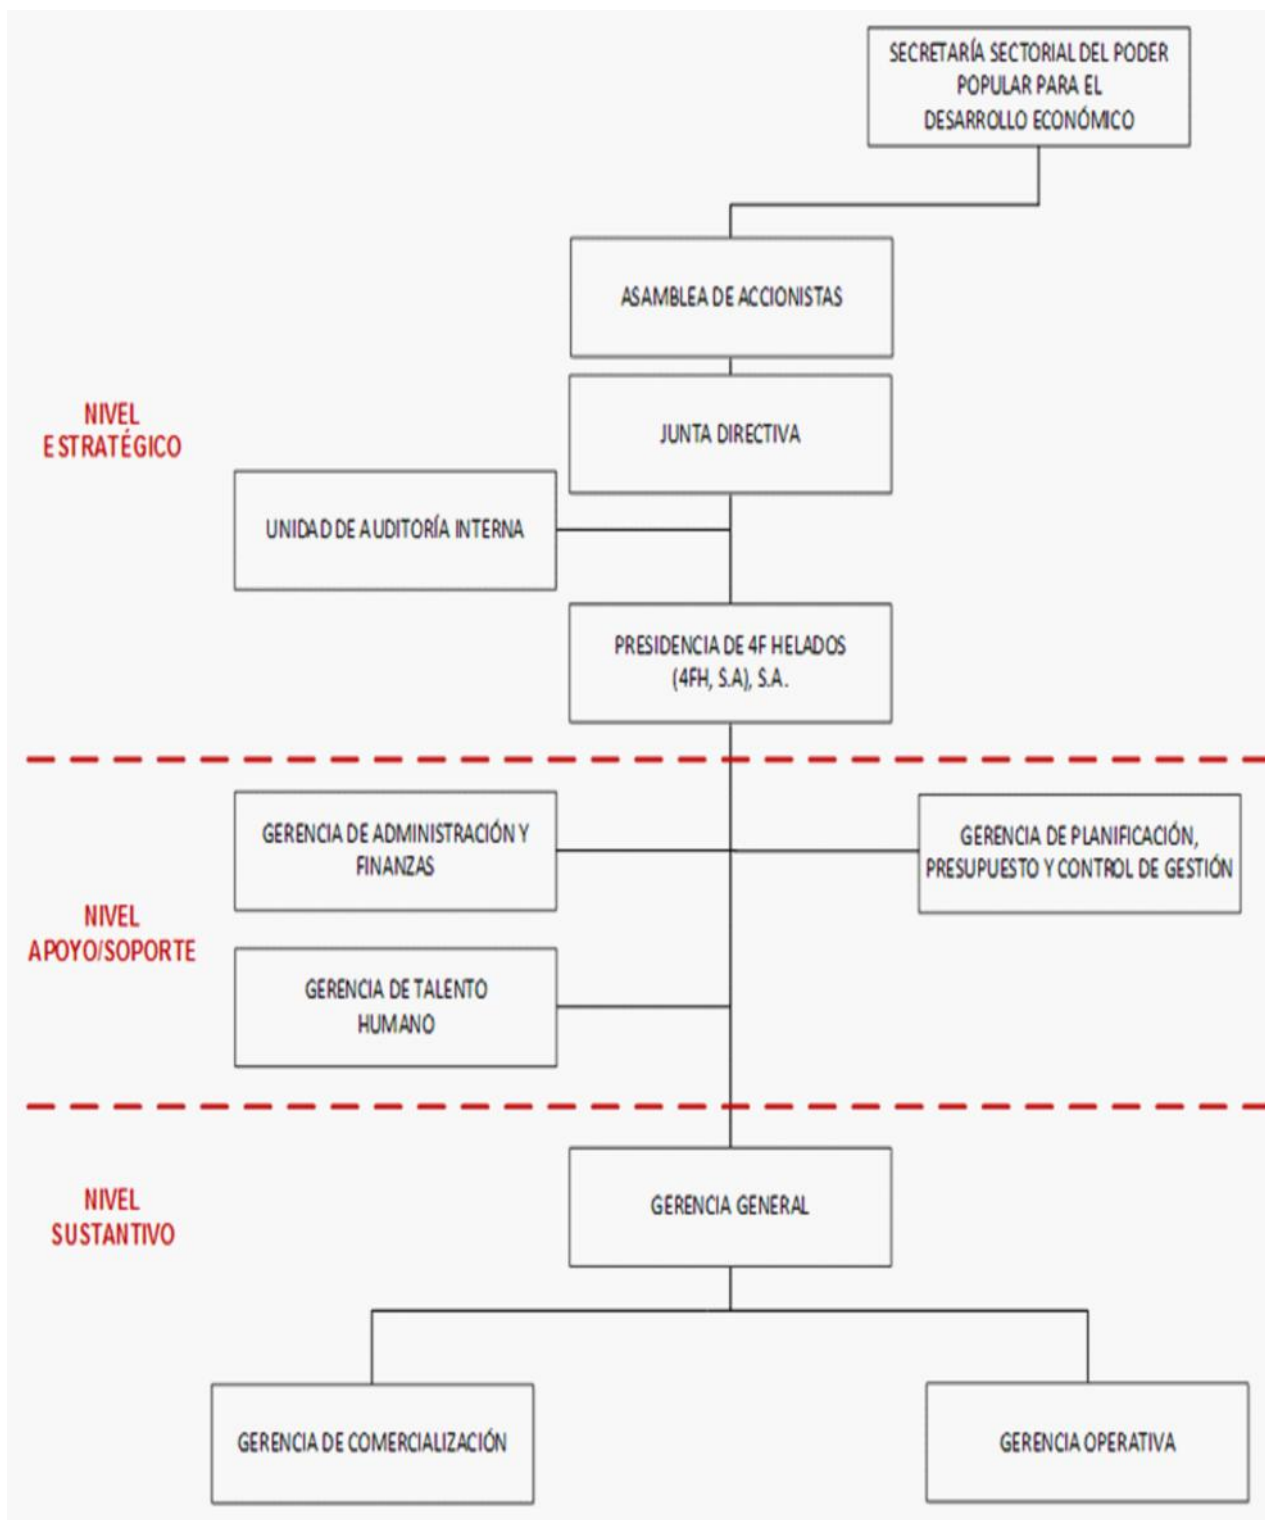 SECRETARÍA SECTORIAL DEL PODER
POPULAR PARA EL
DESARROLLO ECONÓMICO
ASAMBLEA DE ACCIONISTAS
NIVEL
ESTRATÉGICO
JUNTA DIRECTIVA
UNIDAD DE AUDITORÍA INTERNA
PRESIDENCIA DE 4F HELADOS
(4FH, S.A), S.A.
GERENCIA DE ADMINISTRACIÓN Y
FINANZAS
GERENCIA DE PLANIFICACIÓN,
PRESUPUESTO Y CONTROL DE GESTIÓN
NIVEL
APOYO/SOPORTE
GERENCIA DE TALENTO
HUMANO
NIVEL
SUSTANTIVO
GERENCIA GENERAL
GERENCIA DE COMERCIALIZACIÓN
GERENCIA OPERATIVA